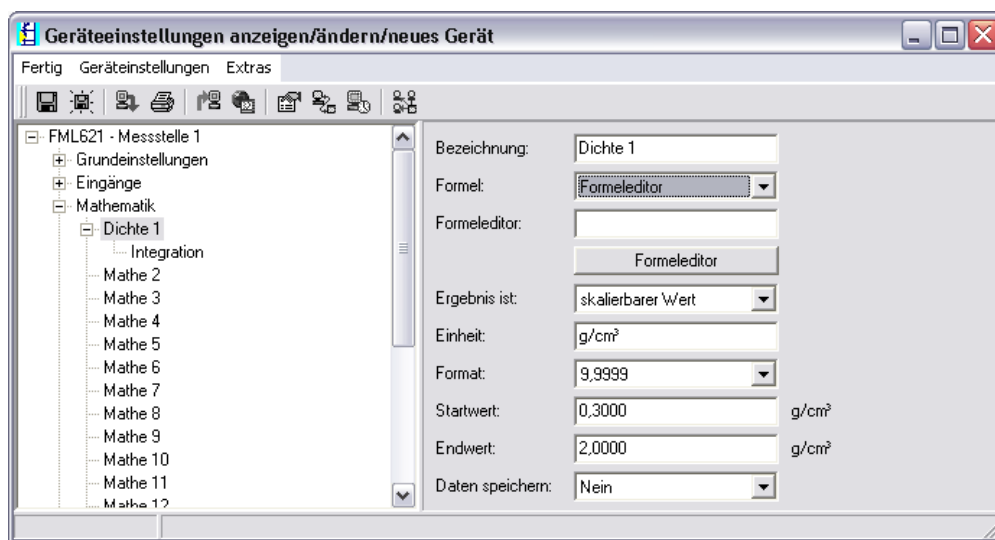 Geräteeinstellungen anzeigen/ändern/neues Gerät
Fertig Geräteeinstellungen Extras
FML621 - Messstelle 1
Grundeinstellungen
Eingänge
Mathematik
Dichte 1
Integration
Mathe 2
Mathe 3
Mathe 4
Mathe 5
Mathe 6
Mathe 7
Mathe 8
Mathe 9
Mathe 10
Mathe 11
Mathe 12
Bezeichnung: Dichte 1
Formel: Formeleditor
Formeleditor:
Formeleditor
Ergebnis ist: skalierbarer Wert
Einheit: g/cm³
Format: 9,9999
Startwert: 0,3000 g/cm³
Endwert: 2,0000 g/cm³
Daten speichern: Nein